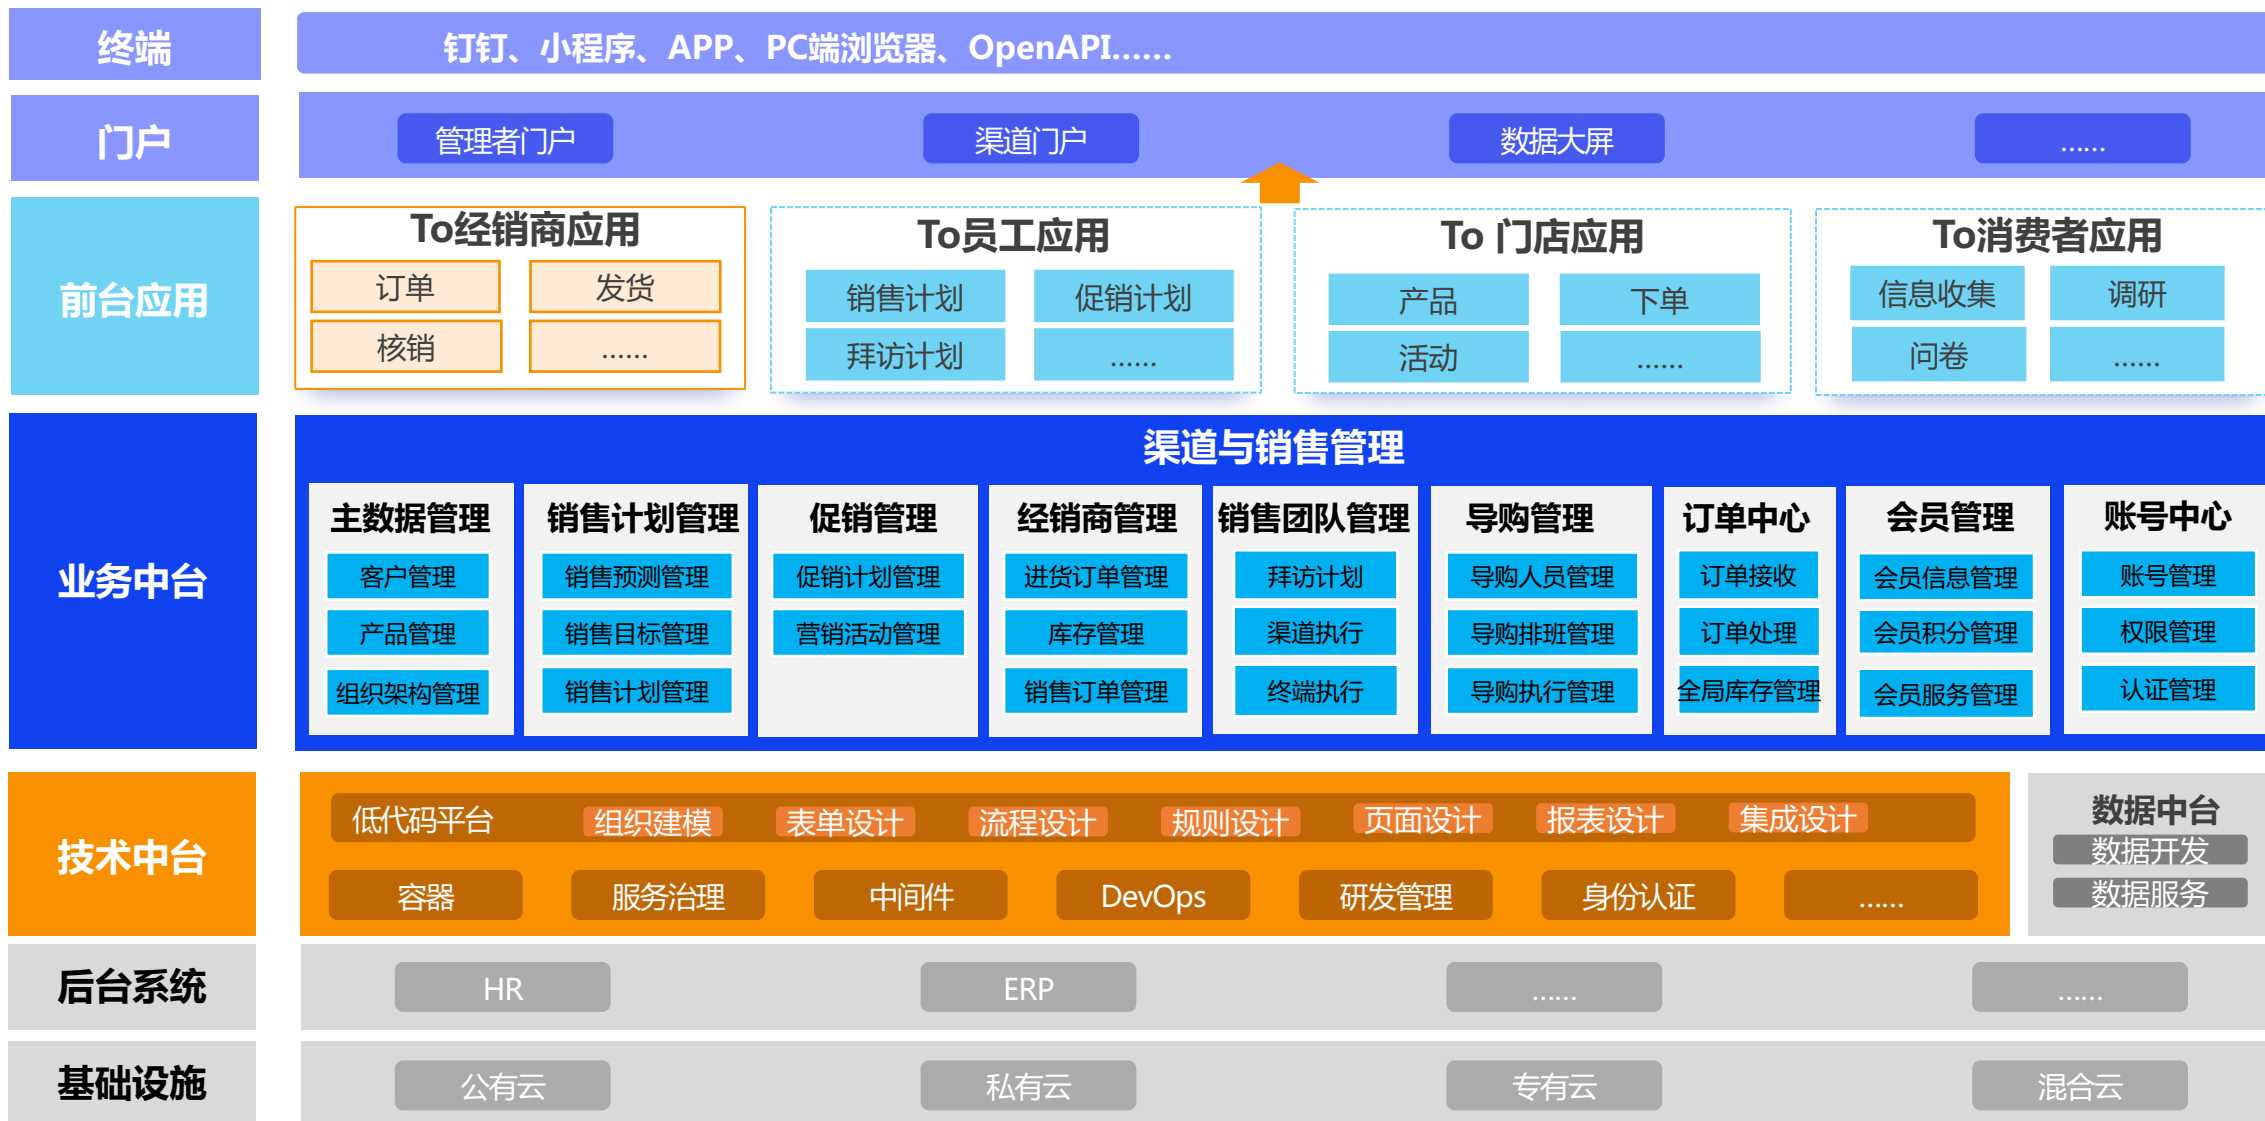 终端
钉钉、小程序、APP、PC端浏览器、OpenAPI……
门户
管理者门户
渠道门户
数据大屏
……
前台应用
To经销商应用
订单
发货
核销
……
To员工应用
销售计划
促销计划
拜访计划
……
To 门店应用
产品
下单
活动
……
To消费者应用
信息收集
调研
问卷
……
业务中台
渠道与销售管理
主数据管理
客户管理
产品管理
组织架构管理
销售计划管理
销售预测管理
销售目标管理
销售计划管理
促销管理
促销计划管理
营销活动管理
经销商管理
进货订单管理
库存管理
销售订单管理
销售团队管理
拜访计划
渠道执行
终端执行
导购管理
导购人员管理
导购排班管理
导购执行管理
订单中心
订单接收
订单处理
全局库存管理
会员管理
会员信息管理
会员积分管理
会员服务管理
账号中心
账号管理
权限管理
认证管理
技术中台
低代码平台
组织建模
表单设计
流程设计
规则设计
页面设计
报表设计
集成设计
容器
服务治理
中间件
DevOps
研发管理
身份认证
……
数据中台
数据开发
数据服务
后台系统
HR
ERP
……
……
基础设施
公有云
私有云
专有云
混合云